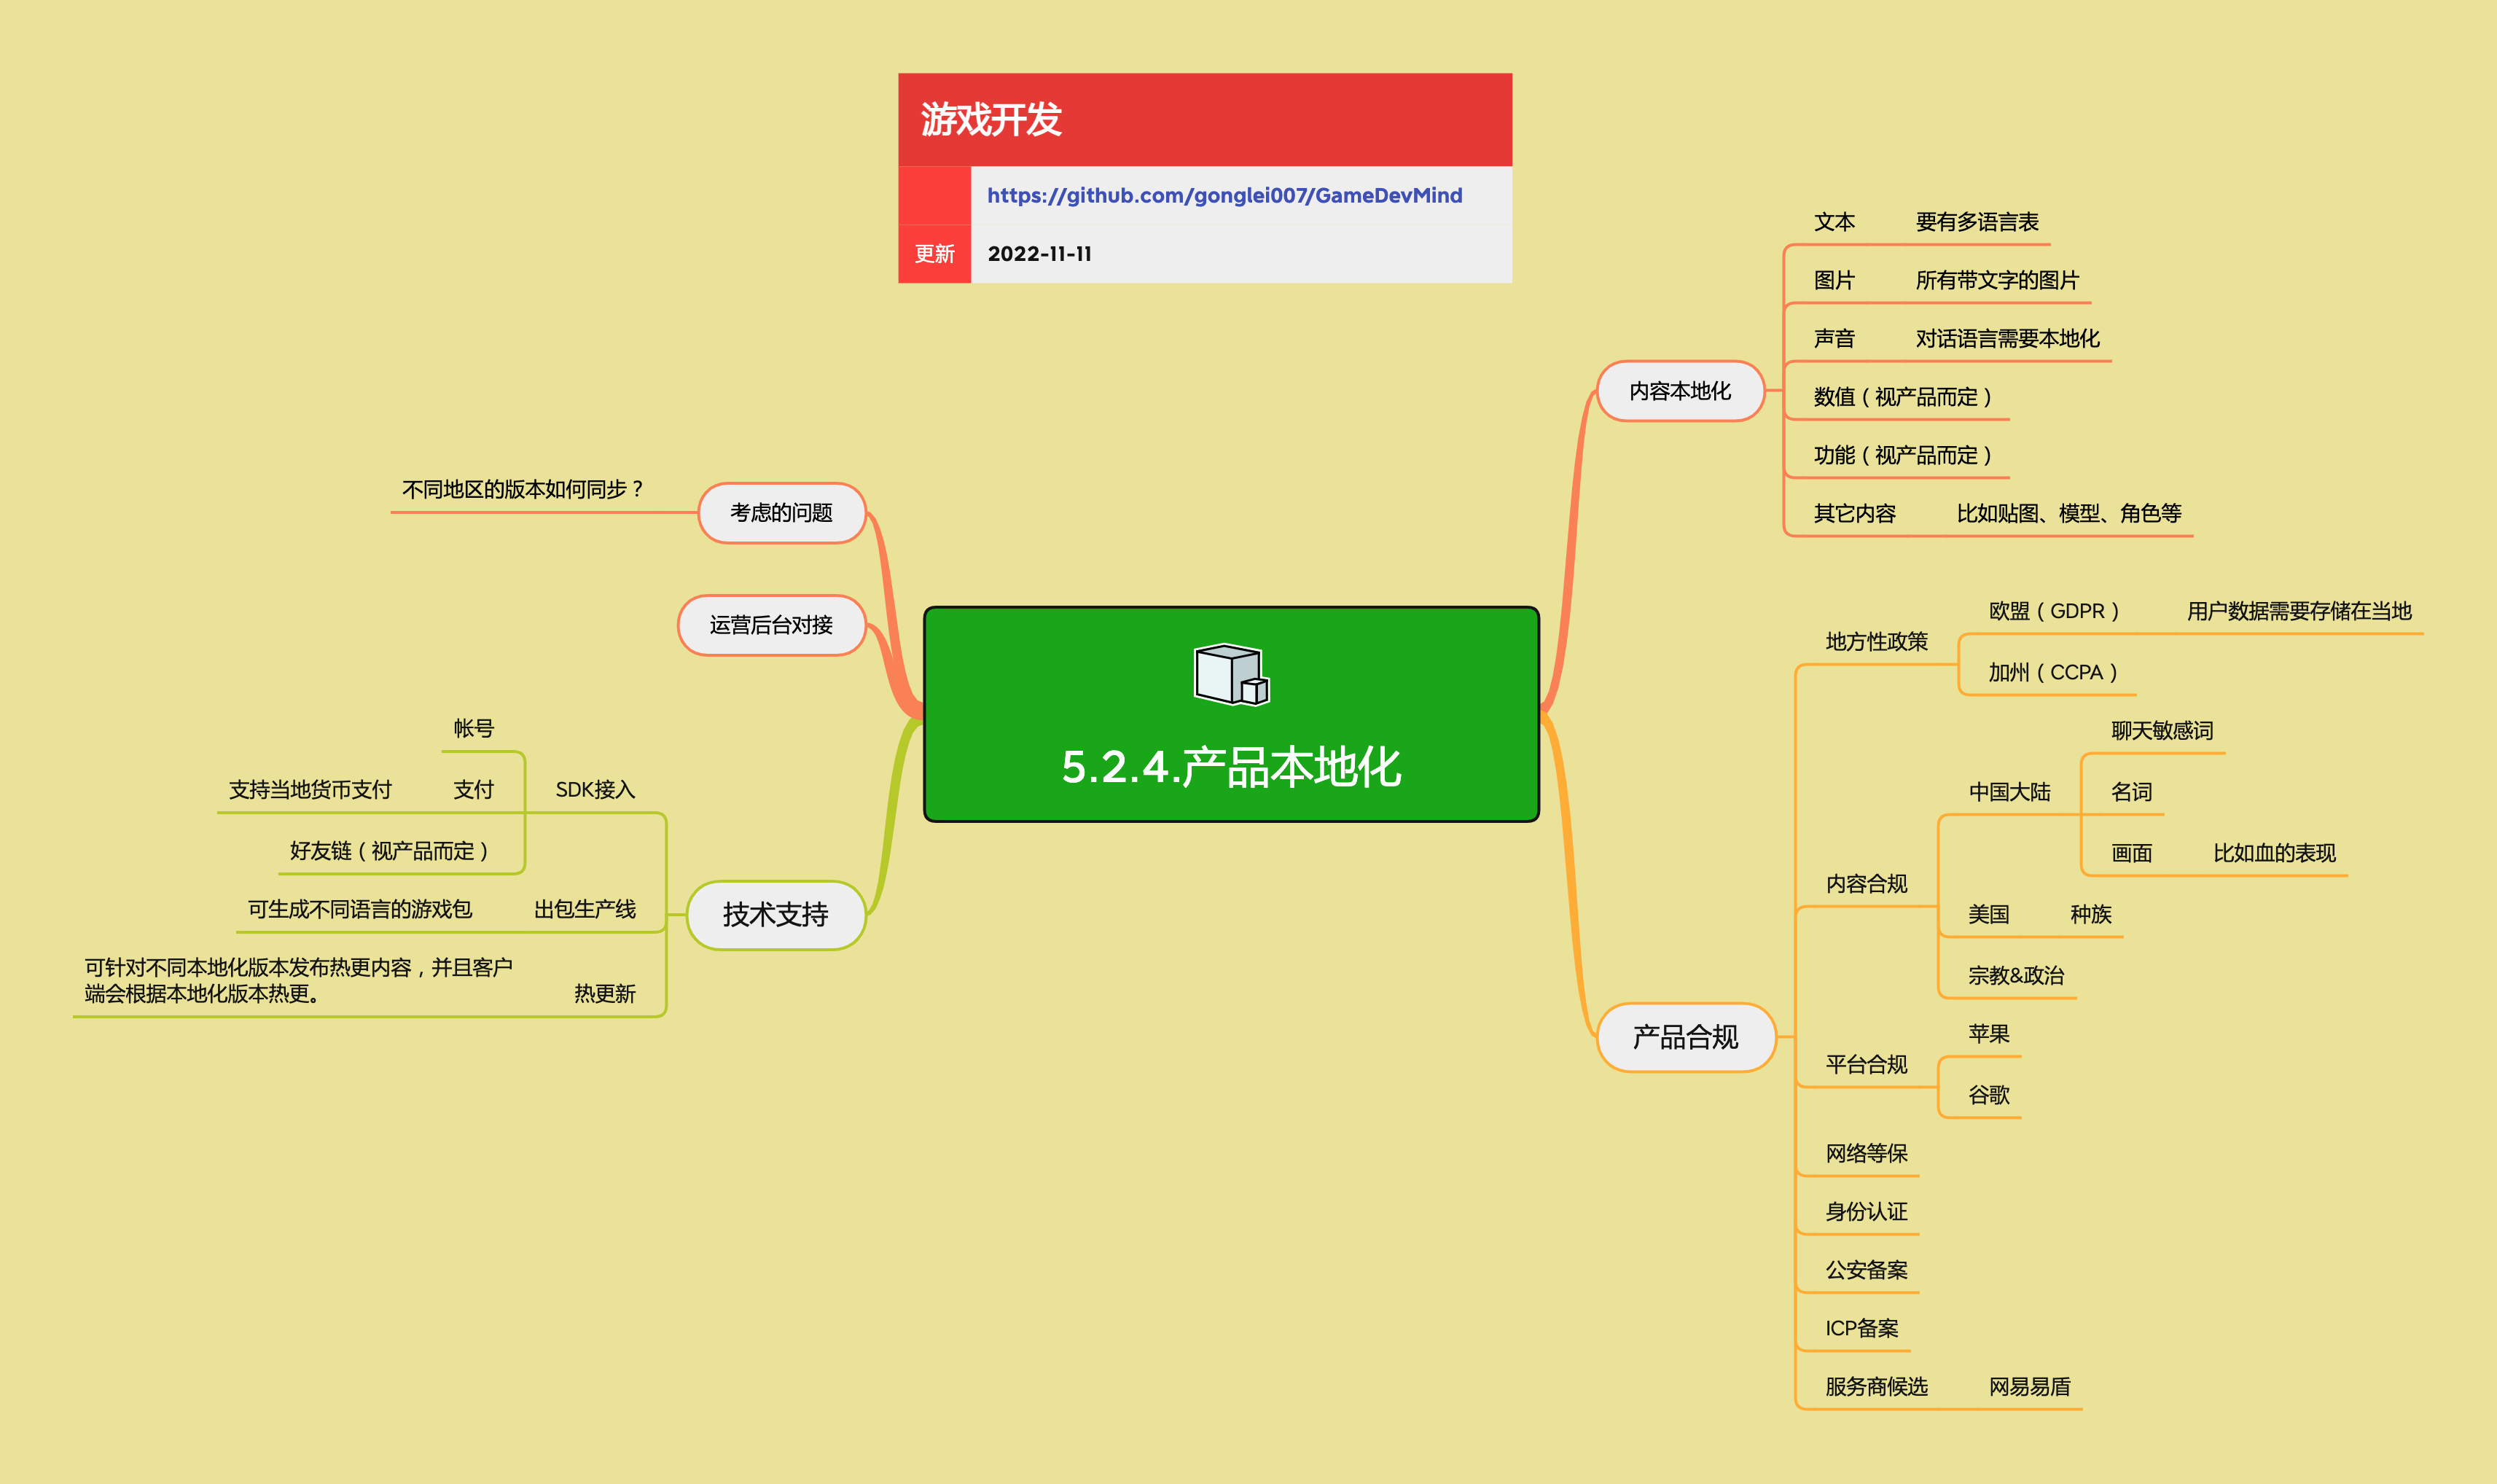 游戏开发
https://github.com/gonglei007/GameDevMind
更新 2022-11-11
5.2.4.产品本地化
内容本地化
文本 要有多语言表
图片 所有带文字的图片
声音 对话语言需要本地化
数值（视产品而定）
功能（视产品而定）
其它内容 比如贴图、模型、角色等
产品合规
地方性政策
欧盟（GDPR） 用户数据需要存储在当地
加州（CCPA）
内容合规
中国大陆
聊天敏感词
名词
画面 比如血的表现
美国 种族
宗教&政治
平台合规
苹果
谷歌
网络等保
身份认证
公安备案
ICP备案
服务商候选 网易易盾
考虑的问题
不同地区的版本如何同步？
运营后台对接
技术支持
SDK接入
帐号
支付 支持当地货币支付
好友链（视产品而定）
出包生产线 可生成不同语言的游戏包
热更新
可针对不同本地化版本发布热更内容，并且客户
端会根据本地化版本热更。